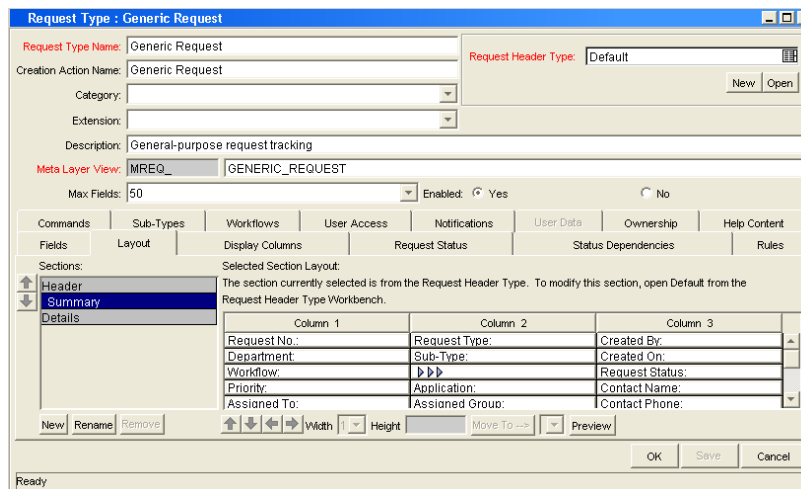 Request Type : Generic Request
Request Type Name: Generic Request
Request Header Type: Default
Creation Action Name: Generic Request
New Open
Category:
Extension:
Description: General-purpose request tracking
Meta Layer View: MREQ_ GENERIC_REQUEST
Max Fields: 50 Enabled: Yes No
Commands Sub-Types Workflows User Access Notifications User Data Ownership Help Content
Fields Layout Display Columns Request Status Status Dependencies Rules
Sections: Selected Section Layout:
Header The section currently selected is from the Request Header Type. To modify this section, open Default from the
Summary Request Header Type Workbench.
Details Column 1 Column 2 Column 3
Request No.: Request Type: Created By:
Department: Sub-Type: Created On:
Workflow: Request Status:
Priority: Application: Contact Name:
Assigned To: Assigned Group: Contact Phone:
New Rename Remove Width 1 Height Move To --> Preview
OK Save Cancel
Ready